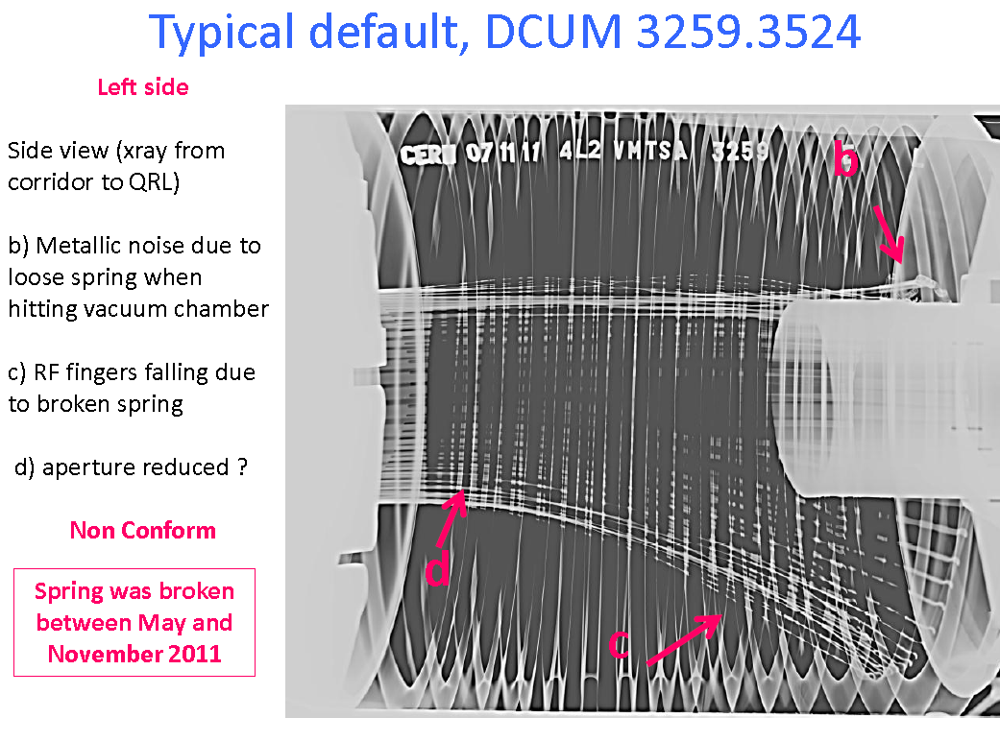 Typical default, DCUM 3259.3524
Left side
Side view (xray from
corridor to QRL)
b) Metallic noise due to
loose spring when
hitting vacuum chamber
c) RF fingers falling due
to broken spring
d) aperture reduced ?
Non Conform
Spring was broken
between May and
November 2011
CERN 07 11 11 4L2 VMTSA 3259
b
d
c